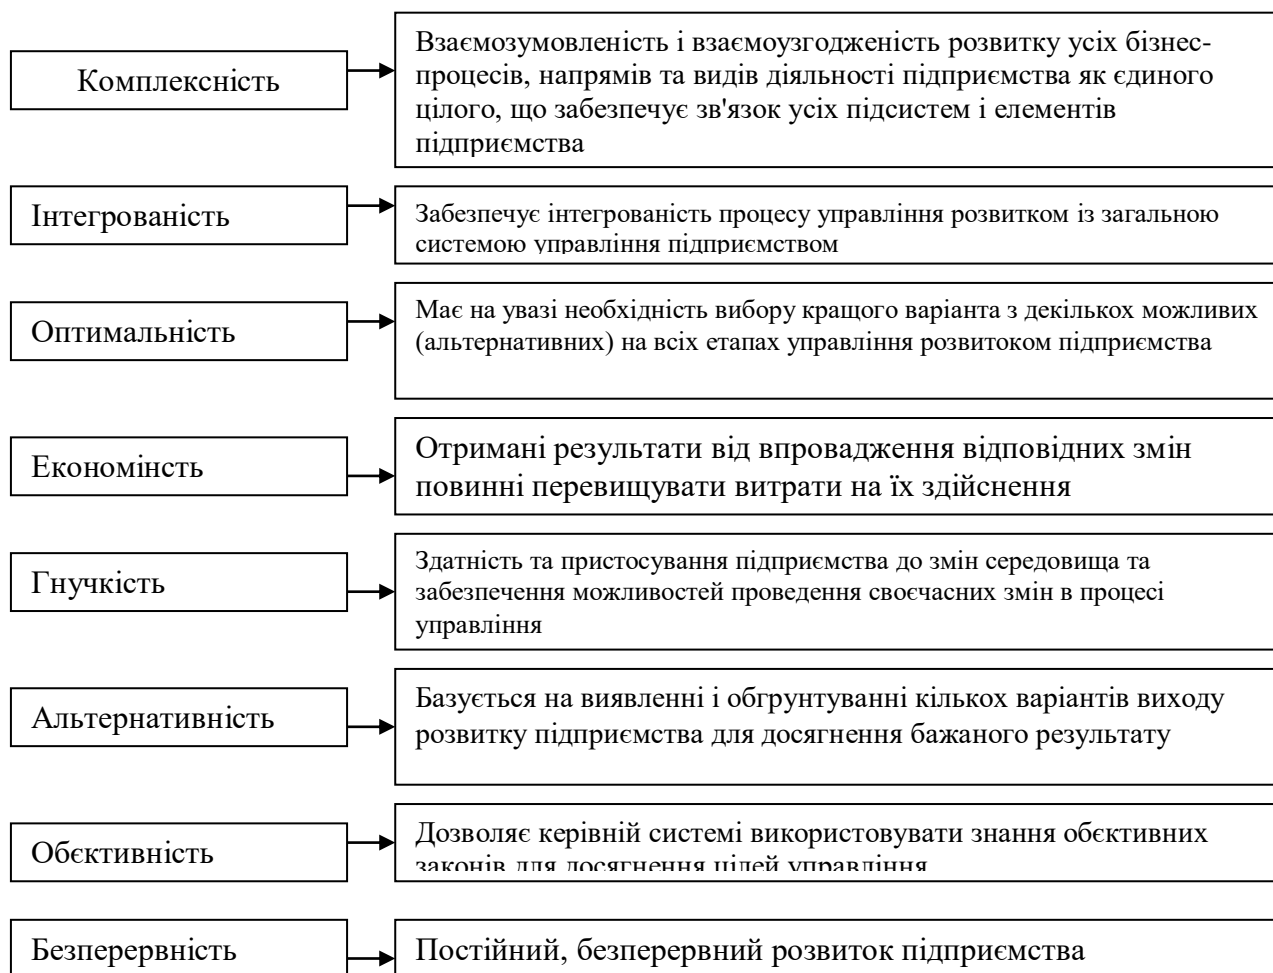 Комплексність
Взаємозумовленість і взаємоузгодженість розвитку усіх бізнес-
процесів, напрямів та видів діяльності підприємства як єдиного
цілого, що забезпечує зв'язок усіх підсистем і елементів
підприємства
Інтегрованість
Забезпечує інтегрованість процесу управління розвитком із загальною
системою управління підприємством
Оптимальність
Має на увазі необхідність вибору кращого варіанта з декількох можливих
(альтернативних) на всіх етапах управління розвитоком підприємства
Економінсть
Отримані результати від впровадження відповідних змін
повинні перевищувати витрати на їх здійснення
Гнучкість
Здатність та пристосування підприємства до змін середовища та
забезпечення можливостей проведення своєчасних змін в процесі
управління
Альтернативність
Базується на виявленні і обгрунтуванні кількох варіантів виходу
розвитку підприємства для досягнення бажаного результату
Обєктивність
Дозволяє керівній системі використовувати знання обєктивних
законів для досягнення цілей управління
Безперервність
Постійний, безперервний розвиток підприємства